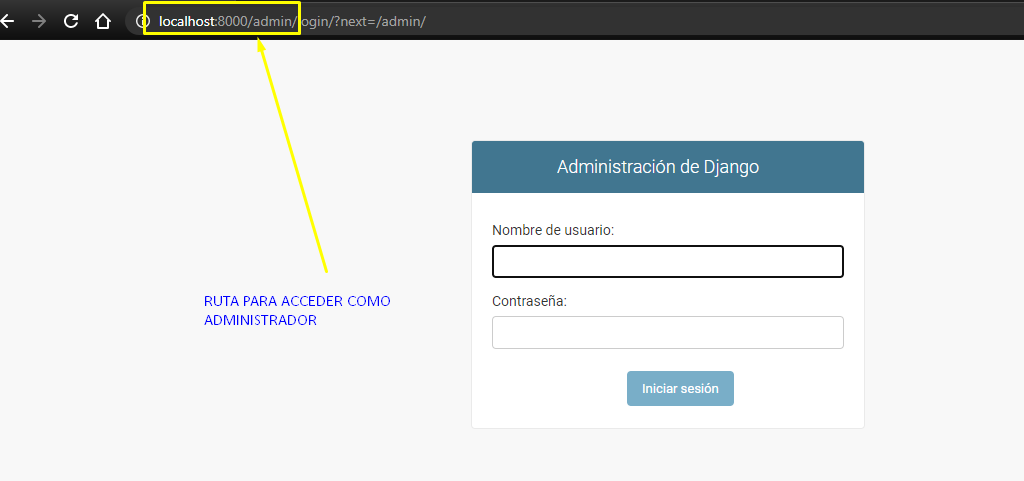 localhost:8000/admin/login/?next=/admin/
Administración de Django
Nombre de usuario:
Contraseña:
RUTA PARA ACCEDER COMO
ADMINISTRADOR
Iniciar sesión